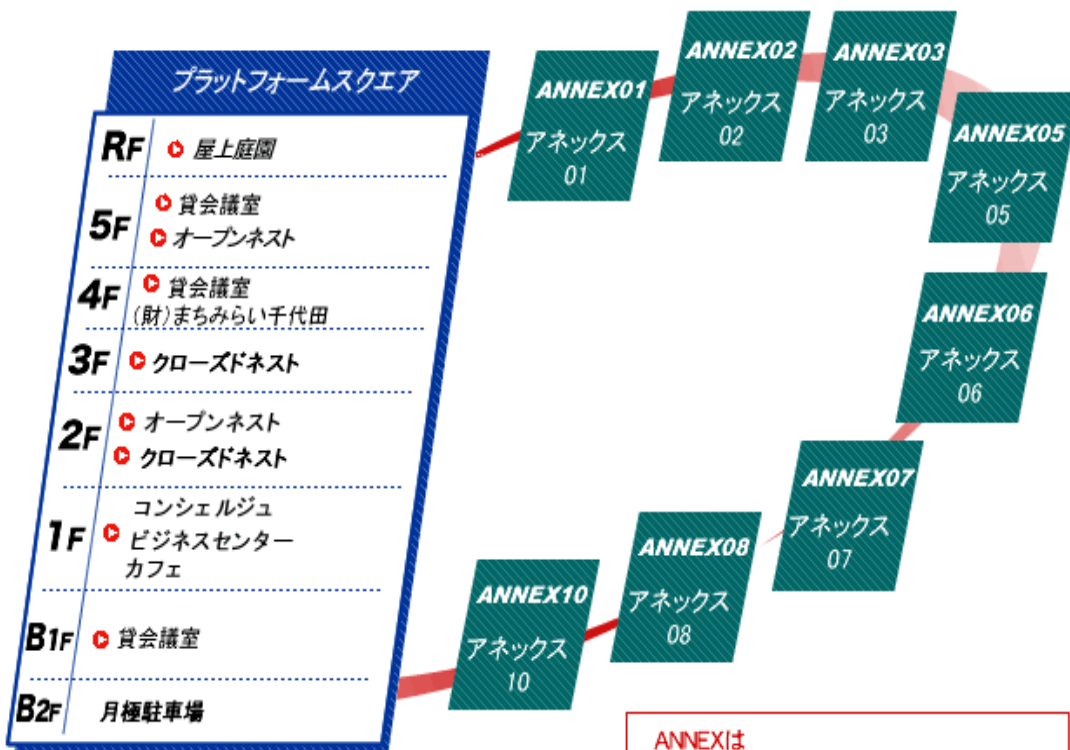 プラットフォームスクエア
RF 屋上庭園
5F 貸会議室
オープンネスト
4F 貸会議室
(財)まちみらい千代田
3F クローズドネスト
2F オープンネスト
クローズドネスト
1F コンシェルジュ
ビジネスセンター
カフェ
B1F 貸会議室
B2F 月極駐車場
ANNEX01
アネックス
01
ANNEX02
アネックス
02
ANNEX03
アネックス
03
ANNEX05
アネックス
05
ANNEX06
アネックス
06
ANNEX07
アネックス
07
ANNEX08
アネックス
08
ANNEX10
アネックス
10
ANNEXは